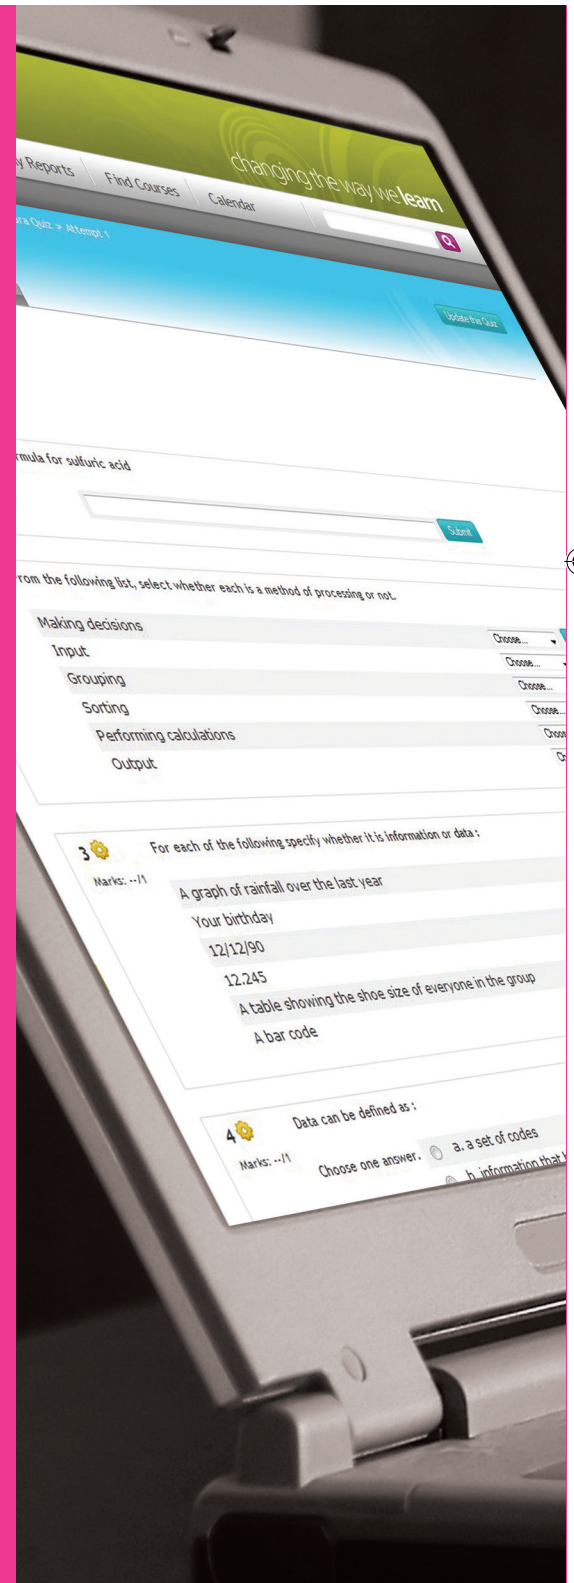 changing the way we learn
y Reports Find Courses Calendar
ara Quiz > Attempt 1
Update this Quiz
rmula for sulfuric acid
Submit
rom the following list, select whether each is a method of processing or not.
Making decisions Choose...
Input Choose...
Grouping Choose...
Sorting Choose...
Performing calculations Choos
Output Ch
3 For each of the following specify whether it is information or data :
Marks: --/1
A graph of rainfall over the last year
Your birthday
12/12/90
12.245
A table showing the shoe size of everyone in the group
A bar code
4 Data can be defined as :
Marks: --/1 Choose one answer. a. a set of codes
b. information that